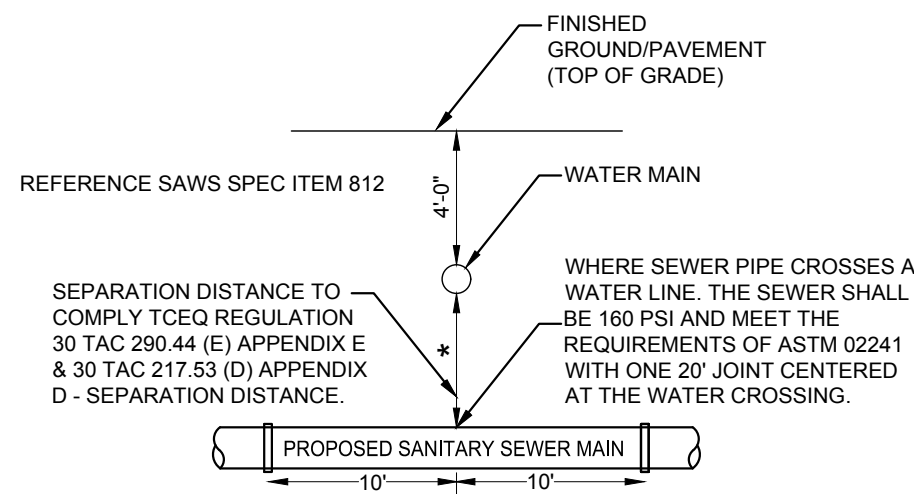 FINISHED
GROUND/PAVEMENT
(TOP OF GRADE)
REFERENCE SAWS SPEC ITEM 812
4'-0"
WATER MAIN
SEPARATION DISTANCE TO
COMPLY TCEQ REGULATION
30 TAC 290.44 (E) APPENDIX E
& 30 TAC 217.53 (D) APPENDIX
D - SEPARATION DISTANCE.
*
WHERE SEWER PIPE CROSSES A
WATER LINE. THE SEWER SHALL
BE 160 PSI AND MEET THE
REQUIREMENTS OF ASTM 02241
WITH ONE 20' JOINT CENTERED
AT THE WATER CROSSING.
PROPOSED SANITARY SEWER MAIN
10'
10'